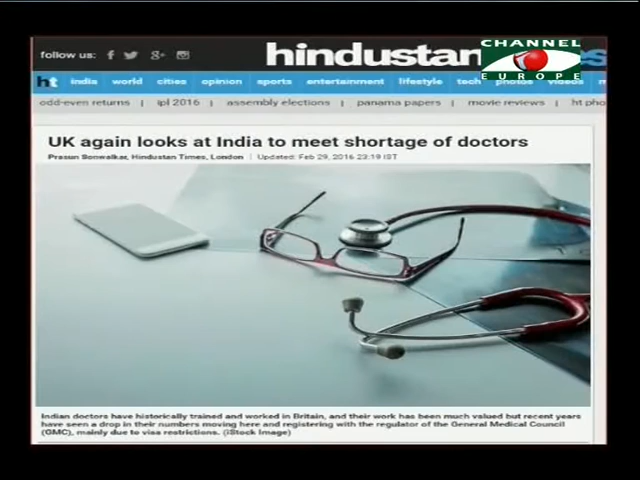 follow us:
hindustan
CHANNEL
EUROPE
ht india world cities opinion sports entertainment lifestyle tech photos videos
odd-even returns | ipl 2016 | assembly elections | panama papers | movie reviews | ht pho
UK again looks at India to meet shortage of doctors
Prasun Sonwalkar, Hindustan Times, London | Updated: Feb 29, 2016 23:19 IST
Indian doctors have historically trained and worked in Britain, and their work has been much valued but recent years
have seen a drop in their numbers moving here and registering with the regulator of the General Medical Council
(GMC), mainly due to visa restrictions. (iStock Image)